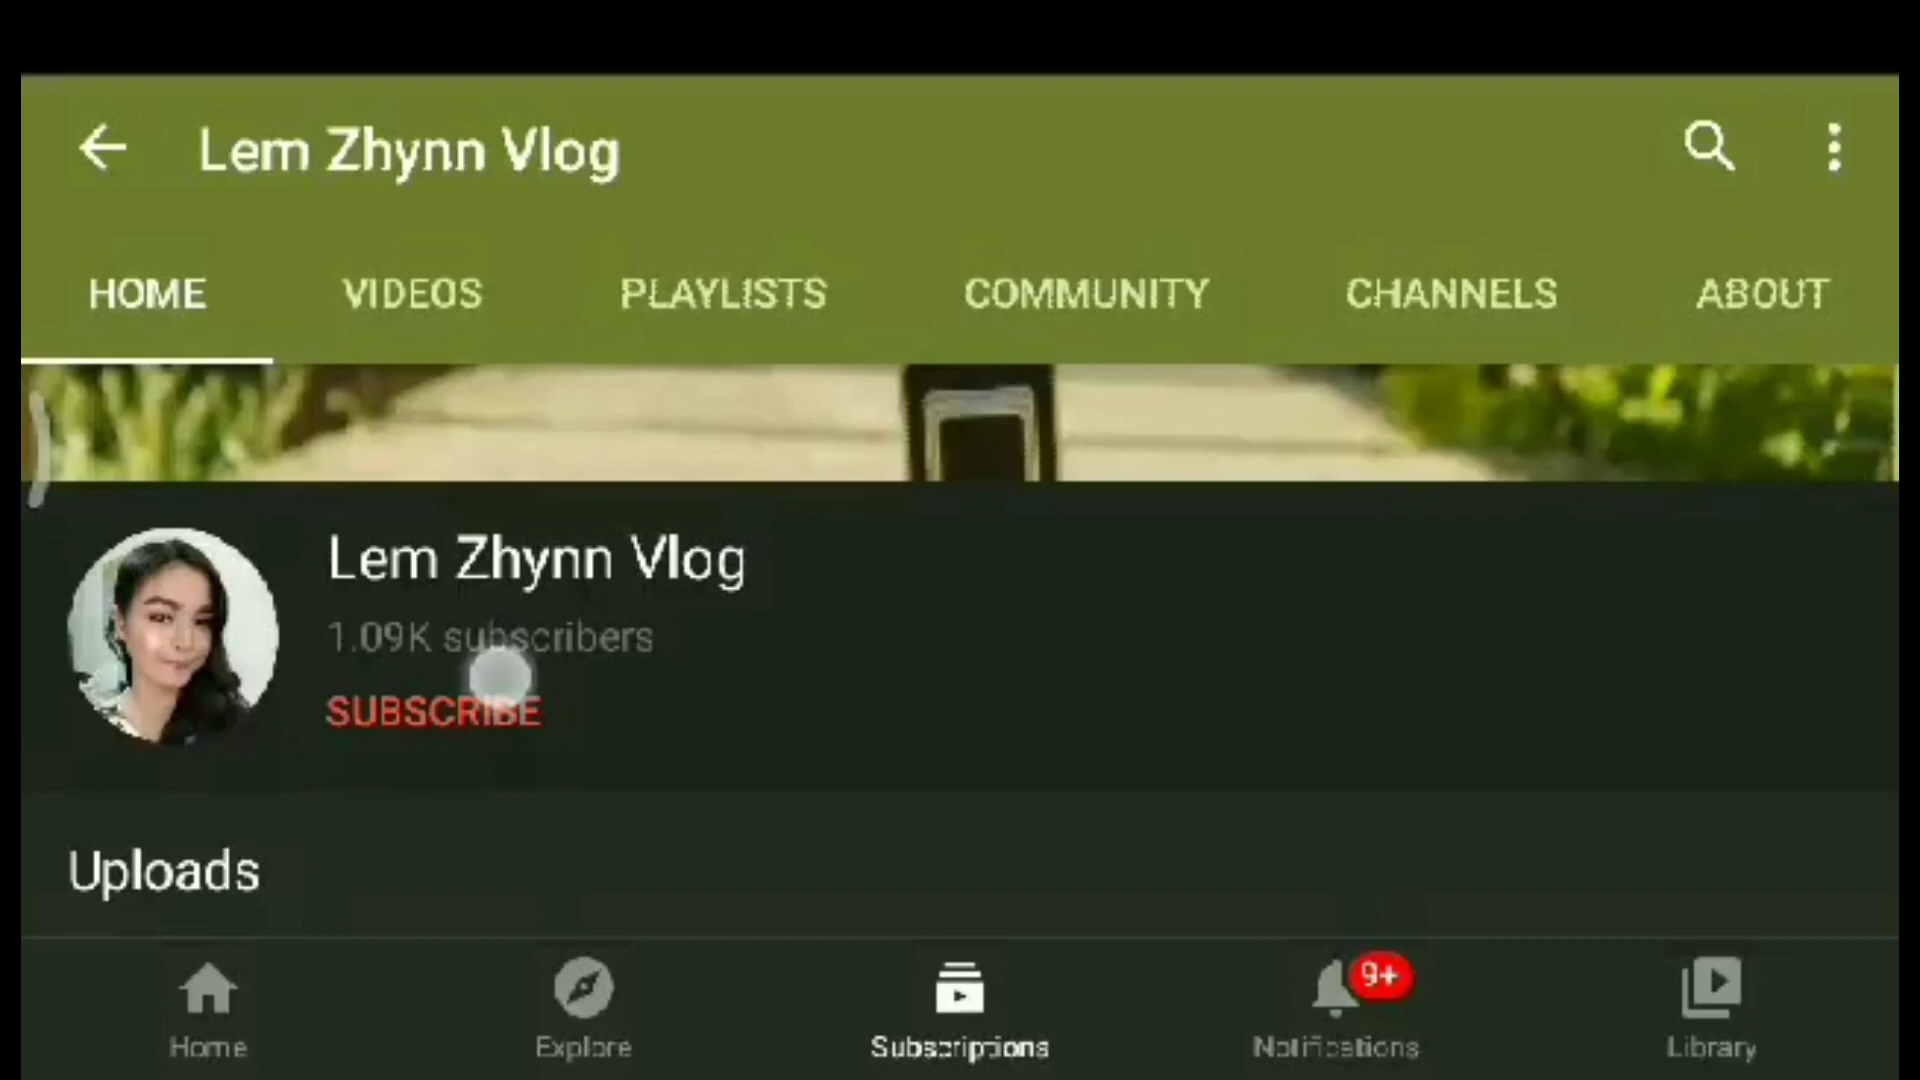 Lem Zhynn Vlog
HOME VIDEOS PLAYLISTS COMMUNITY CHANNELS ABOUT
Lem Zhynn Vlog
1.09K subscribers
SUBSCRIBE
Uploads
9+
Home Explore Subscriptions Notifications Library